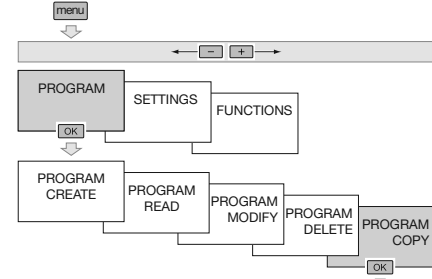 menu
− +
PROGRAM
SETTINGS
FUNCTIONS
OK
PROGRAM
CREATE
PROGRAM
READ
PROGRAM
MODIFY
PROGRAM
DELETE
PROGRAM
COPY
OK